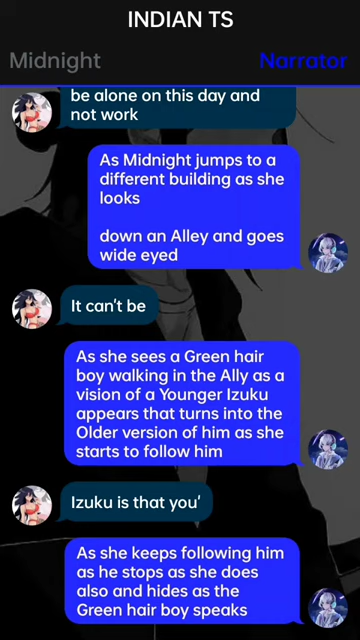 INDIAN TS
Midnight
Narrator
be alone on this day and
not work
As Midnight jumps to a
different building as she
looks
down an Alley and goes
wide eyed
It can't be
As she sees a Green hair
boy walking in the Ally as a
vision of a Younger Izuku
appears that turns into the
Older version of him as she
starts to follow him
Izuku is that you'
As she keeps following him
as he stops as she does
also and hides as the
Green hair boy speaks